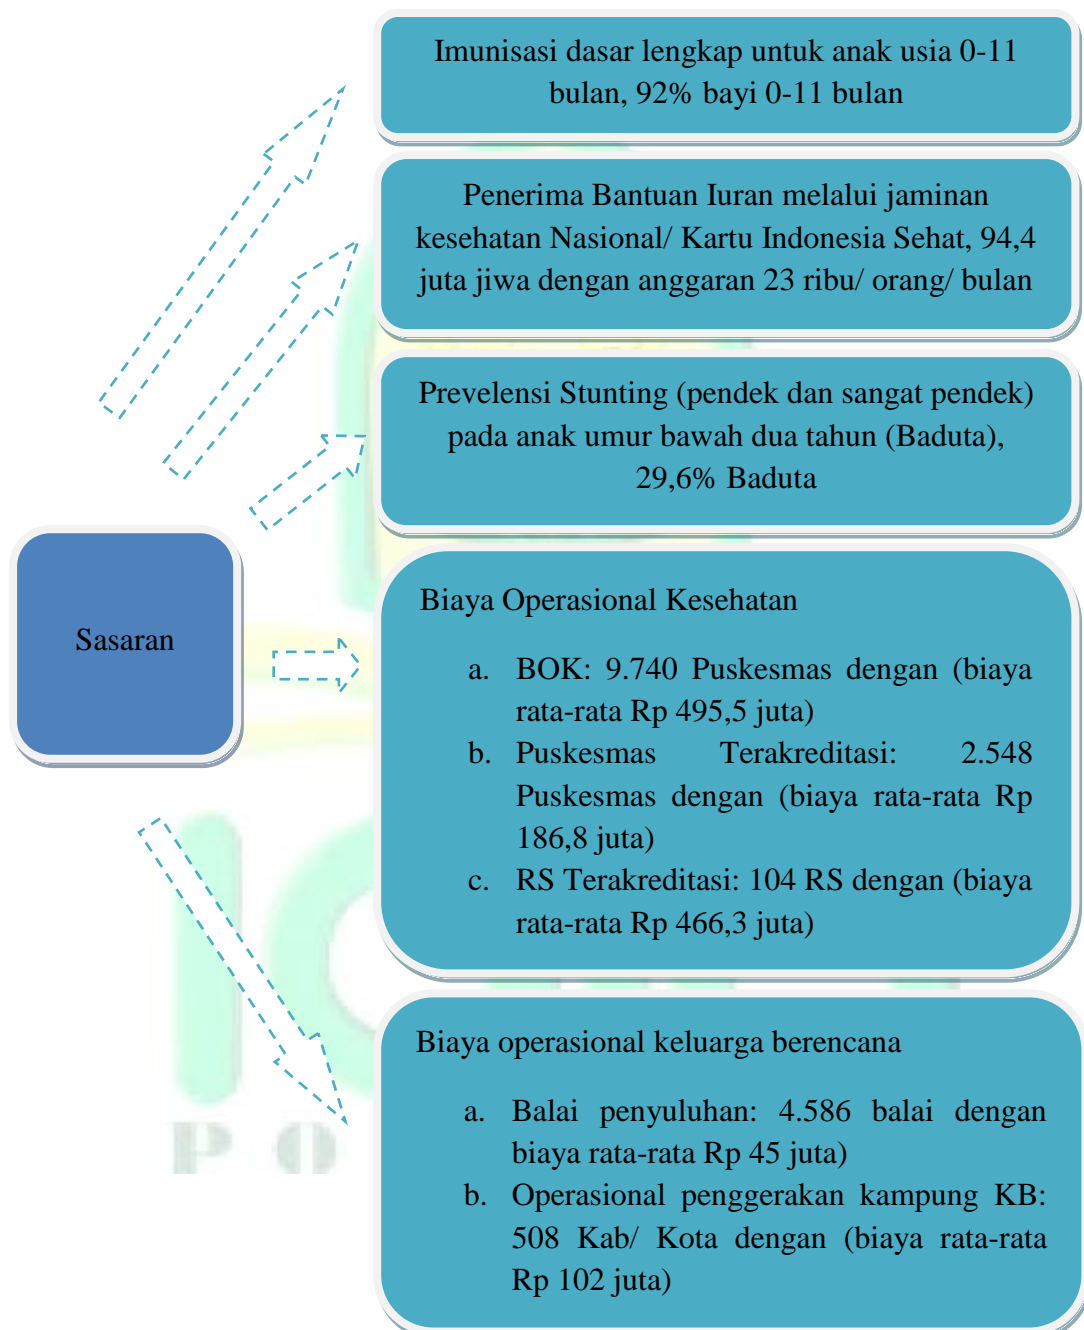 Imunisasi dasar lengkap untuk anak usia 0-11
bulan, 92% bayi 0-11 bulan
Penerima Bantuan Iuran melalui jaminan
kesehatan Nasional/ Kartu Indonesia Sehat, 94,4
juta jiwa dengan anggaran 23 ribu/ orang/ bulan
Prevelensi Stunting (pendek dan sangat pendek)
pada anak umur bawah dua tahun (Baduta),
29,6% Baduta
Sasaran
Biaya Operasional Kesehatan
a. BOK: 9.740 Puskesmas dengan (biaya
rata-rata Rp 495,5 juta)
b. Puskesmas Terakreditasi: 2.548
Puskesmas dengan (biaya rata-rata Rp
186,8 juta)
c. RS Terakreditasi: 104 RS dengan (biaya
rata-rata Rp 466,3 juta)
Biaya operasional keluarga berencana
a. Balai penyuluhan: 4.586 balai dengan
biaya rata-rata Rp 45 juta)
b. Operasional penggerakan kampung KB:
508 Kab/ Kota dengan (biaya rata-rata
Rp 102 juta)